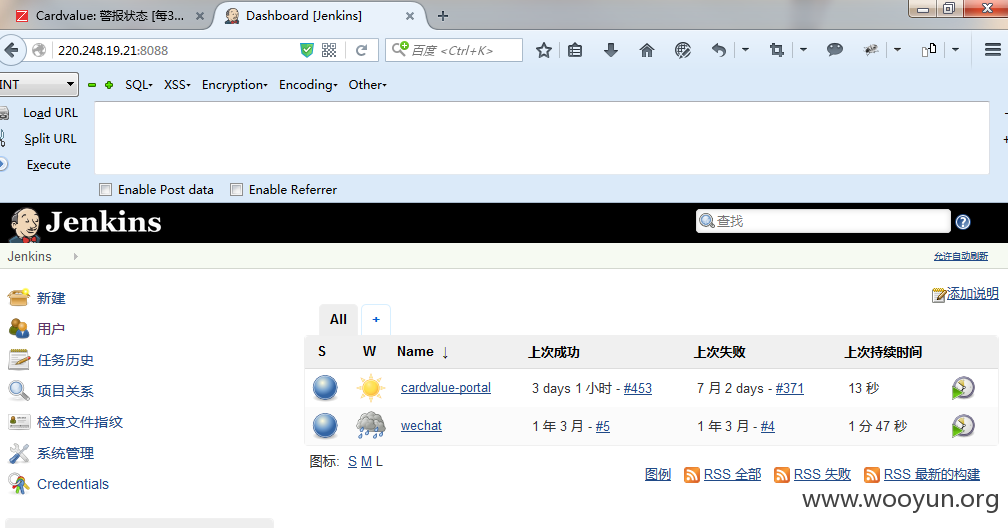 Cardvalue: 警报状态 [每3... × Dashboard [Jenkins] × +
220.248.19.21:8088 百度 <Ctrl+K>
INT SQL XSS Encryption Encoding Other
Load URL
Split URL
Execute
Enable Post data Enable Referrer
Jenkins 查找
Jenkins 允许自动刷新
添加说明
新建
用户
任务历史
项目关系
检查文件指纹
系统管理
Credentials
All +
S W Name ↓ 上次成功 上次失败 上次持续时间
cardvalue-portal 3 days 1 小时 - #453 7 月 2 days - #371 13 秒
wechat 1 年 3 月 - #5 1 年 3 月 - #4 1 分 47 秒
图标: S M L
图例 RSS 全部 RSS 失败 RSS 最新的构建
www.wooyun.org